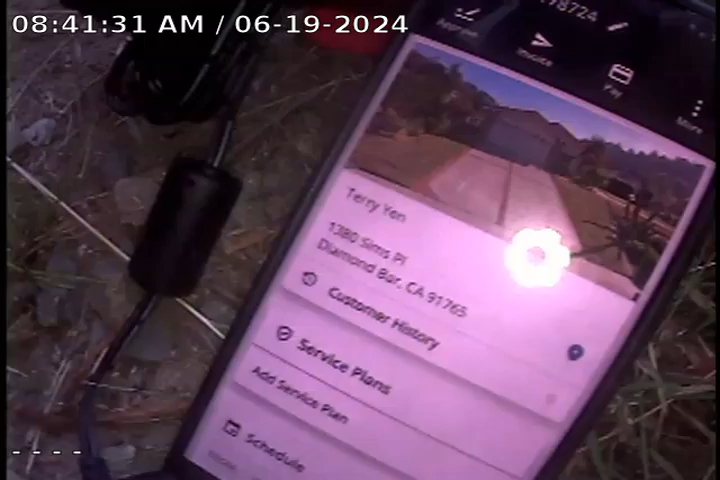 08:41:31 AM / 06-19-2024
78724
Invoice
Pay
More
Terry Yen
1380 Sims Pl
Diamond Bar, CA 91765
Customer History
Service Plans
Add Service Plan
Schedule
- - - -